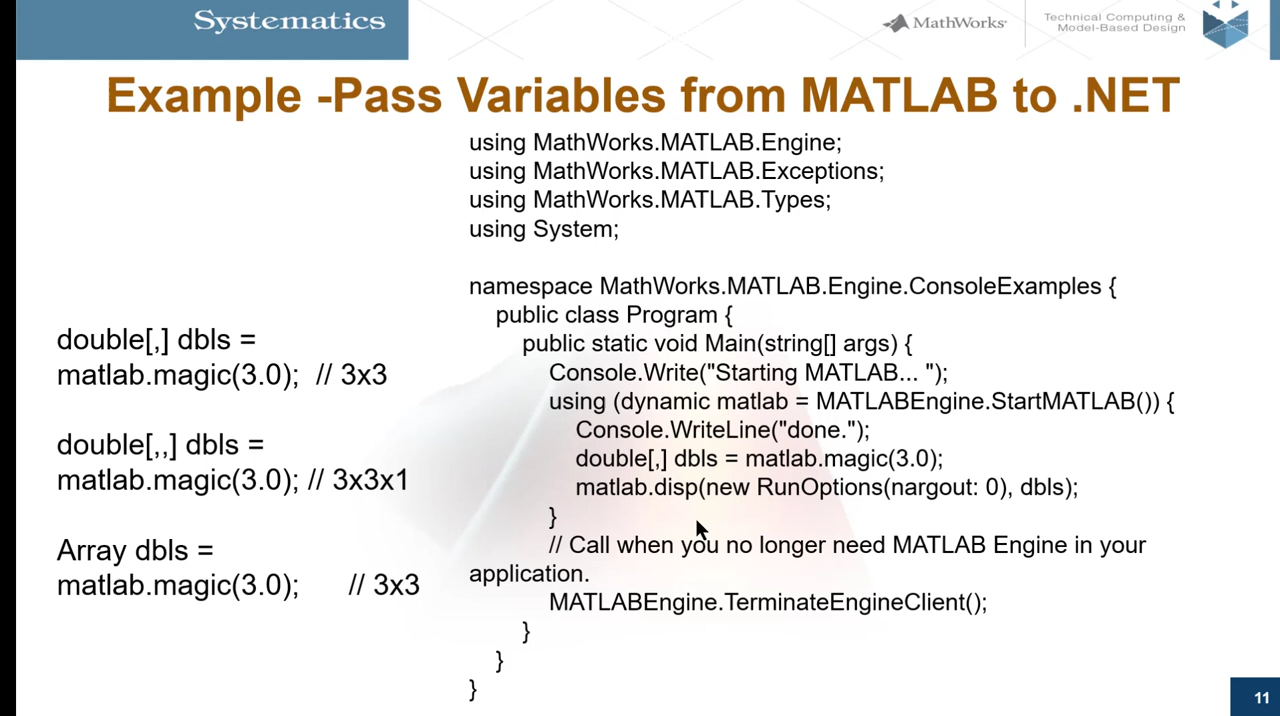 Systematics
MathWorks
Technical Computing &
Model-Based Design
Example -Pass Variables from MATLAB to .NET
double[,] dbls =
matlab.magic(3.0); // 3x3
double[,,] dbls =
matlab.magic(3.0); // 3x3x1
Array dbls =
matlab.magic(3.0); // 3x3
using MathWorks.MATLAB.Engine;
using MathWorks.MATLAB.Exceptions;
using MathWorks.MATLAB.Types;
using System;
namespace MathWorks.MATLAB.Engine.ConsoleExamples {
public class Program {
public static void Main(string[] args) {
Console.Write("Starting MATLAB... ");
using (dynamic matlab = MATLABEngine.StartMATLAB()) {
Console.WriteLine("done.");
double[,] dbls = matlab.magic(3.0);
matlab.disp(new RunOptions(nargout: 0), dbls);
}
// Call when you no longer need MATLAB Engine in your
application.
MATLABEngine.TerminateEngineClient();
}
}
}
11